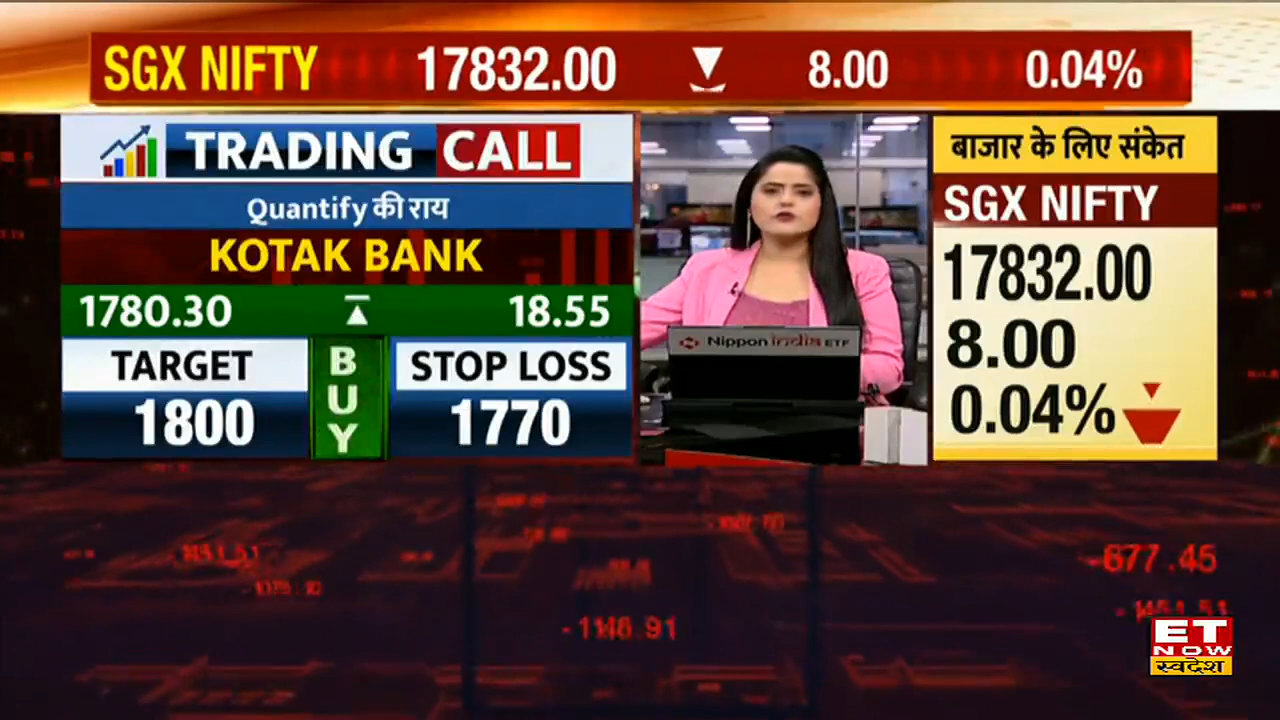 SGX NIFTY 17832.00 8.00 0.04%
TRADING CALL
Quantify की राय
KOTAK BANK
1780.30 18.55
TARGET BUY STOP LOSS
1800 1770
Nippon india ETF
बाजार के लिए संकेत
SGX NIFTY
17832.00
8.00
0.04%
-677.45
-1146.91
ET
NOW
स्वदेश